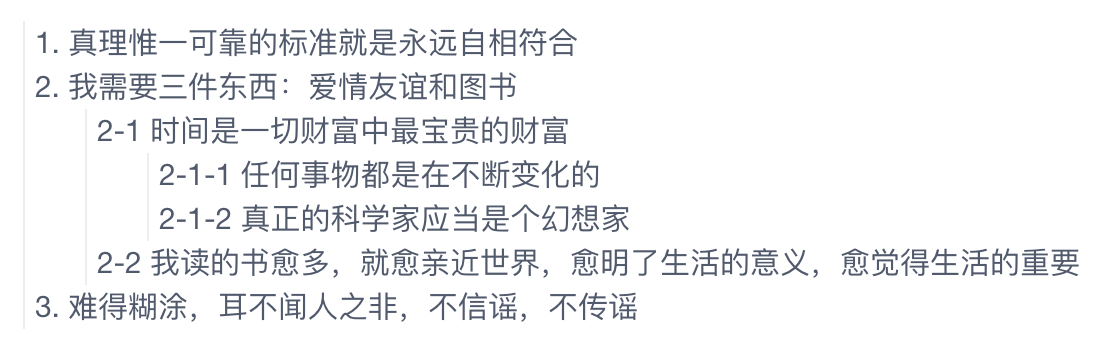 1. 真理惟一可靠的标准就是永远自相符合
2. 我需要三件东西：爱情友谊和图书
2-1 时间是一切财富中最宝贵的财富
2-1-1 任何事物都是在不断变化的
2-1-2 真正的科学家应当是个幻想家
2-2 我读的书愈多，就愈亲近世界，愈明了生活的意义，愈觉得生活的重要
3. 难得糊涂，耳不闻人之非，不信谣，不传谣